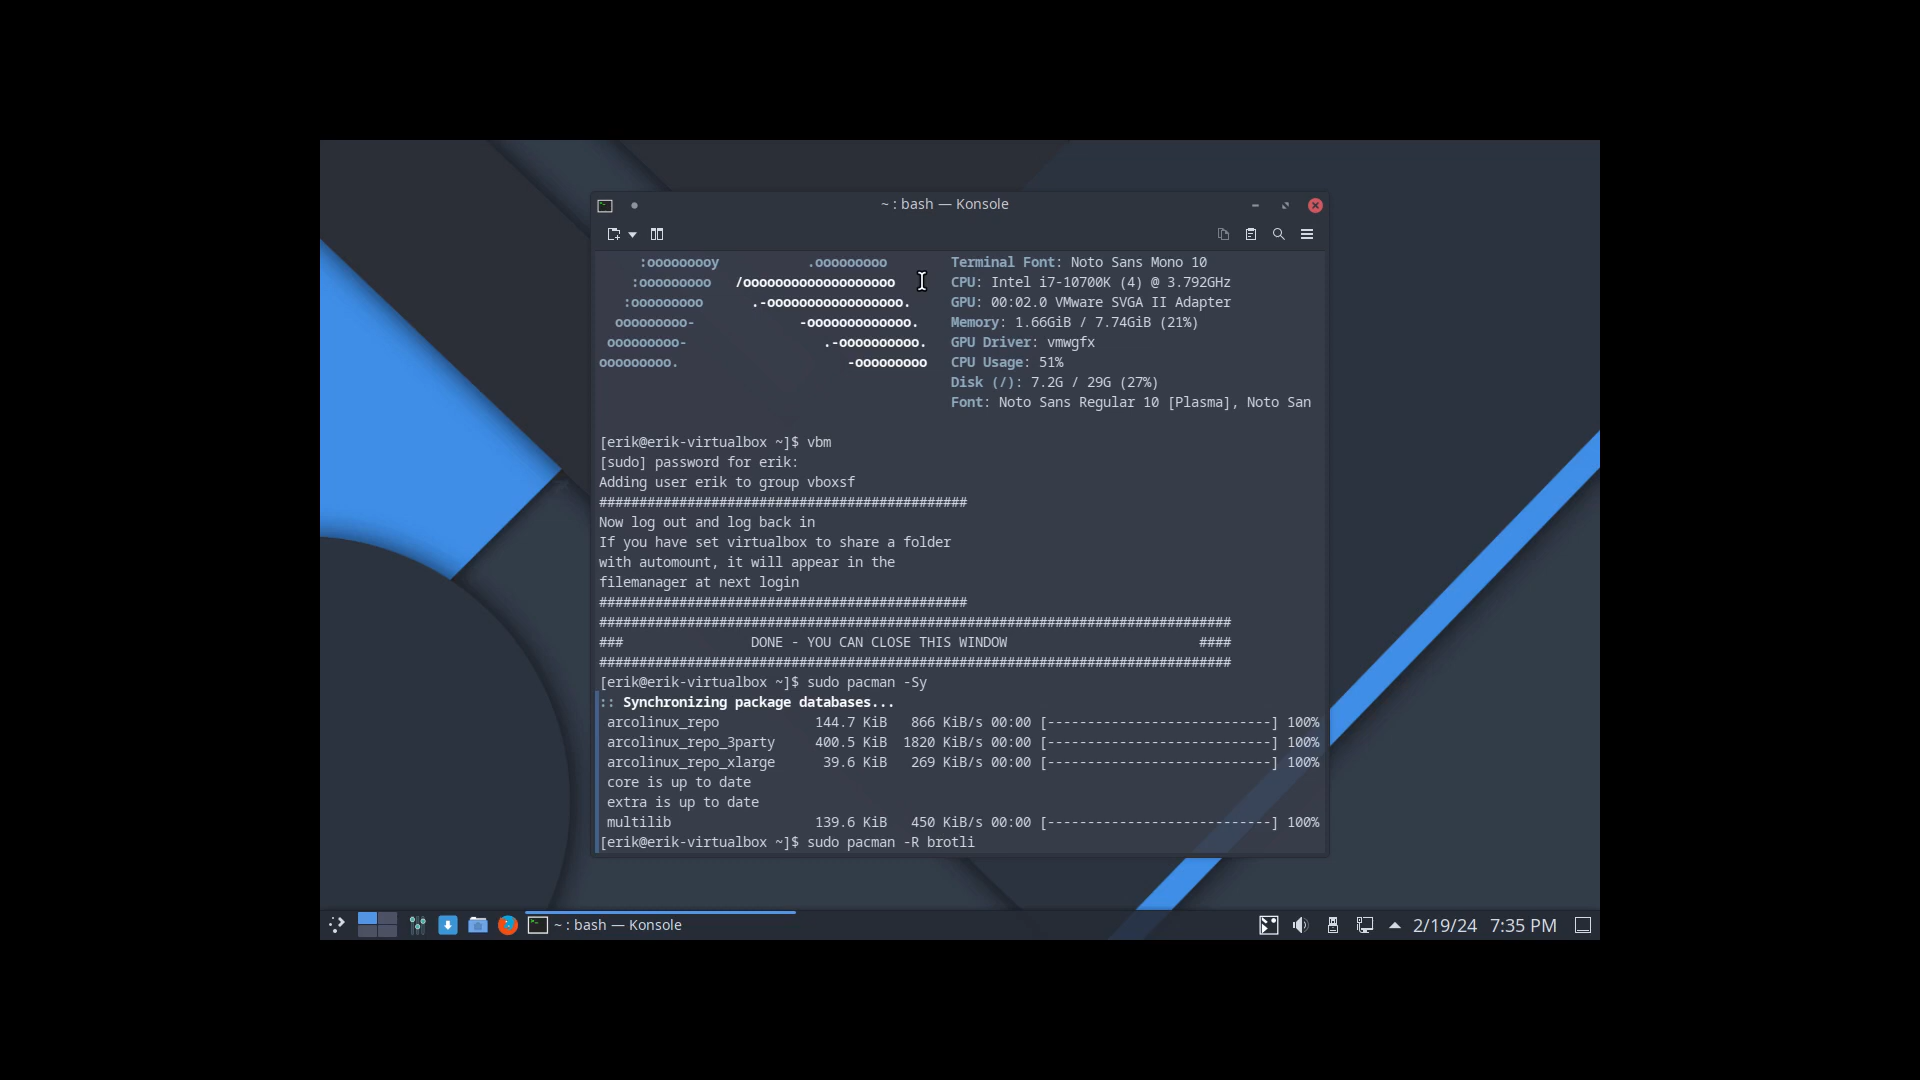 ~ : bash — Konsole
:ooooooooy .ooooooooo Terminal Font: Noto Sans Mono 10
:ooooooooo /ooooooooooooooooooo CPU: Intel i7-10700K (4) @ 3.792GHz
:ooooooooo .-ooooooooooooooooo. GPU: 00:02.0 VMware SVGA II Adapter
ooooooooo- -ooooooooooooo. Memory: 1.66GiB / 7.74GiB (21%)
ooooooooo- .-oooooooooo. GPU Driver: vmwgfx
ooooooooo. -ooooooooo CPU Usage: 51%
Disk (/): 7.2G / 29G (27%)
Font: Noto Sans Regular 10 [Plasma], Noto San
[erik@erik-virtualbox ~]$ vbm
[sudo] password for erik:
Adding user erik to group vboxsf
##############################################
Now log out and log back in
If you have set virtualbox to share a folder
with automount, it will appear in the
filemanager at next login
##############################################
###############################################################################
### DONE - YOU CAN CLOSE THIS WINDOW ####
###############################################################################
[erik@erik-virtualbox ~]$ sudo pacman -Sy
:: Synchronizing package databases...
arcolinux_repo 144.7 KiB 866 KiB/s 00:00 [----------------------------] 100%
arcolinux_repo_3party 400.5 KiB 1820 KiB/s 00:00 [----------------------------] 100%
arcolinux_repo_xlarge 39.6 KiB 269 KiB/s 00:00 [----------------------------] 100%
core is up to date
extra is up to date
multilib 139.6 KiB 450 KiB/s 00:00 [----------------------------] 100%
[erik@erik-virtualbox ~]$ sudo pacman -R brotli
~ : bash — Konsole 2/19/24 7:35 PM